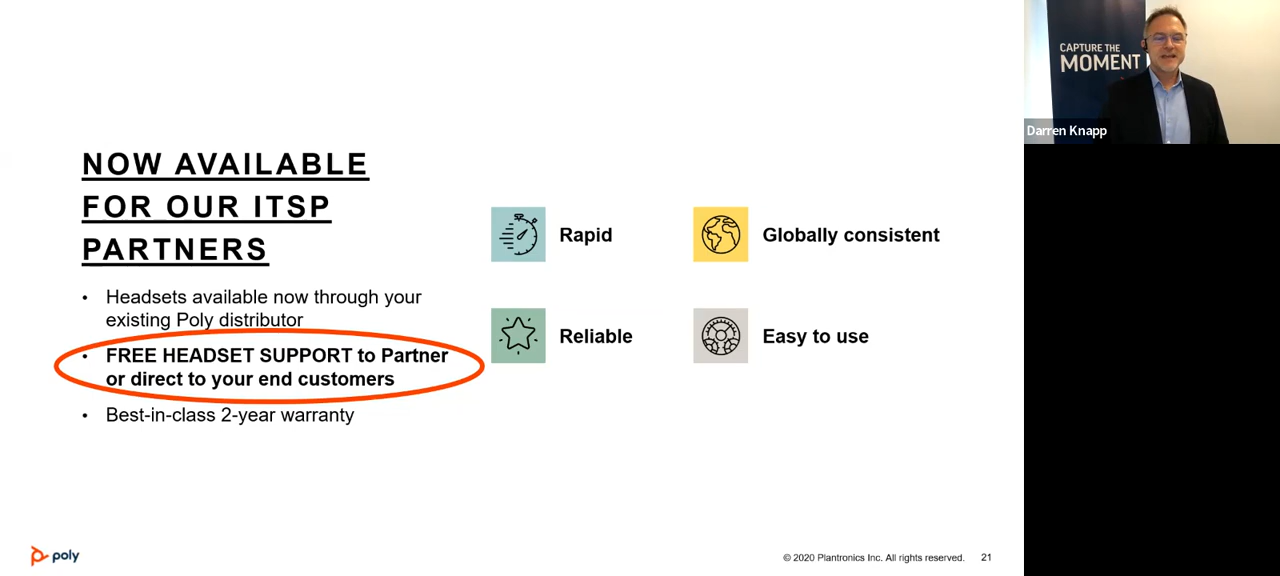 NOW AVAILABLE
FOR OUR ITSP
PARTNERS
• Headsets available now through your
existing Poly distributor
• FREE HEADSET SUPPORT to Partner
or direct to your end customers
• Best-in-class 2-year warranty
Rapid
Globally consistent
Reliable
Easy to use
poly
© 2020 Plantronics Inc. All rights reserved.
21
CAPTURE THE
MOMENT
Darren Knapp